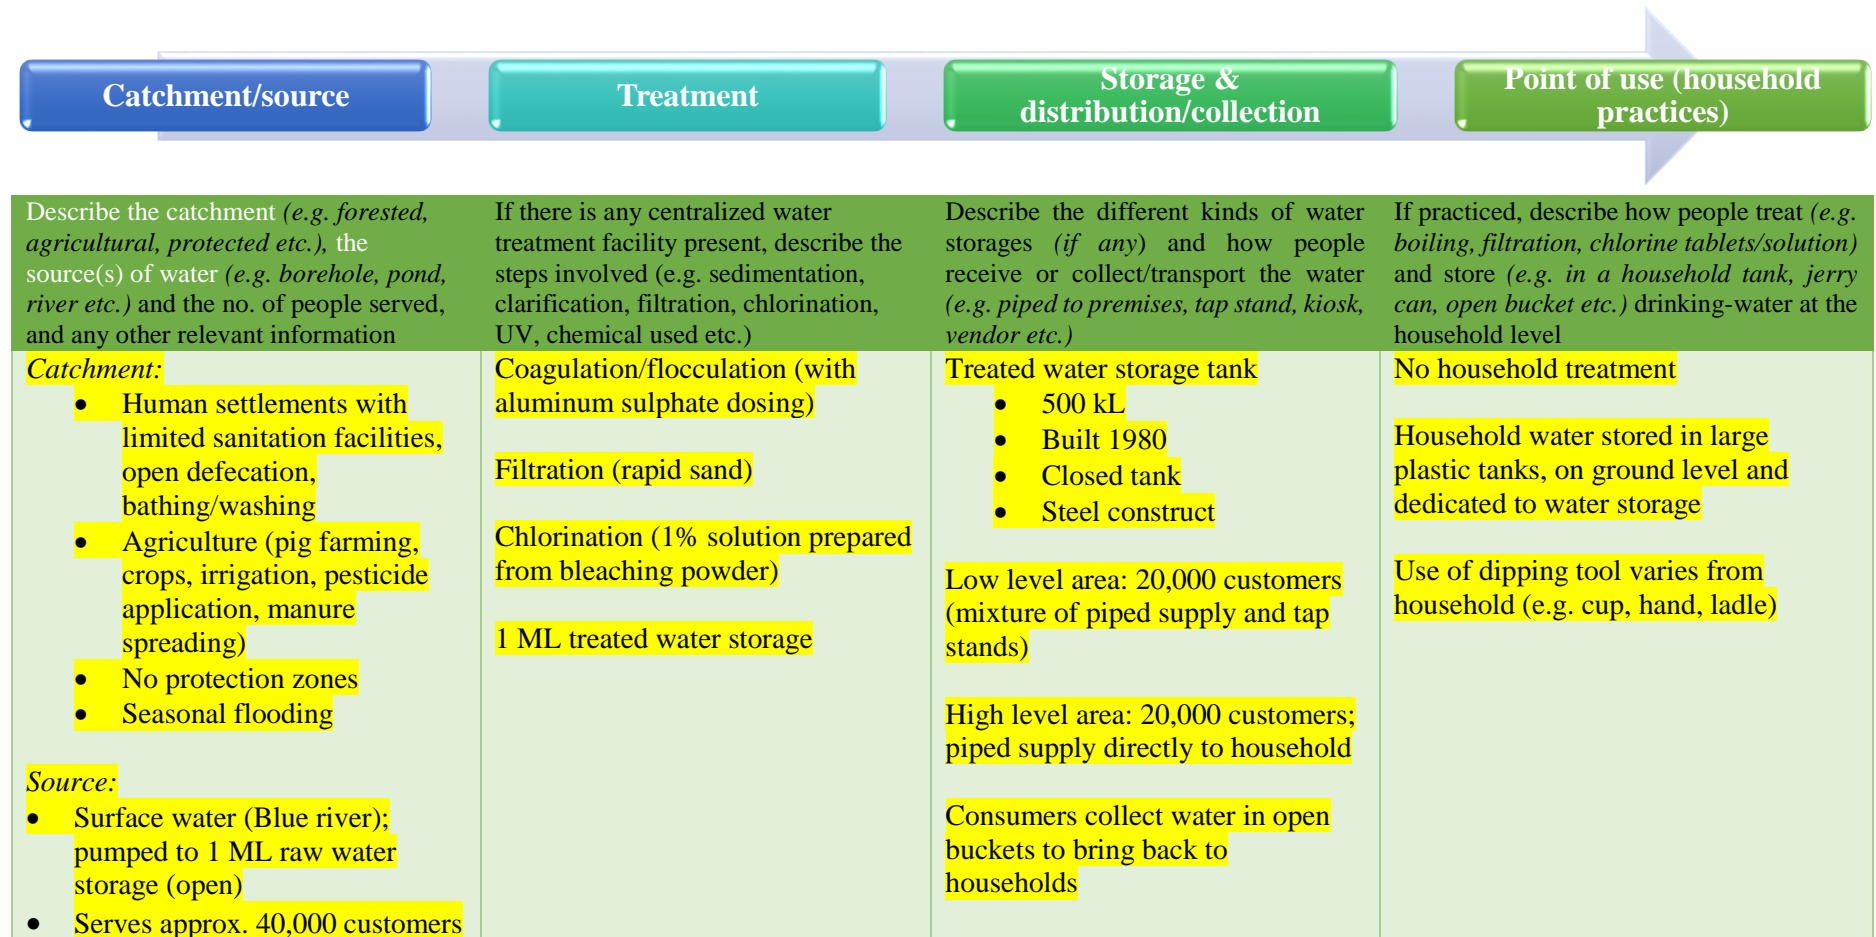 Catchment/source
Treatment
Storage &
distribution/collection
Point of use (household
practices)
Describe the catchment (e.g. forested,
agricultural, protected etc.), the
source(s) of water (e.g. borehole, pond,
river etc.) and the no. of people served,
and any other relevant information
If there is any centralized water
treatment facility present, describe the
steps involved (e.g. sedimentation,
clarification, filtration, chlorination,
UV, chemical used etc.)
Describe the different kinds of water
storages (if any) and how people
receive or collect/transport the water
(e.g. piped to premises, tap stand, kiosk,
vendor etc.)
If practiced, describe how people treat (e.g.
boiling, filtration, chlorine tablets/solution)
and store (e.g. in a household tank, jerry
can, open bucket etc.) drinking-water at the
household level
Catchment:
• Human settlements with
limited sanitation facilities,
open defecation,
bathing/washing
• Agriculture (pig farming,
crops, irrigation, pesticide
application, manure
spreading)
• No protection zones
• Seasonal flooding
Source:
• Surface water (Blue river);
pumped to 1 ML raw water
storage (open)
• Serves approx. 40,000 customers
Coagulation/flocculation (with
aluminum sulphate dosing)
Filtration (rapid sand)
Chlorination (1% solution prepared
from bleaching powder)
1 ML treated water storage
Treated water storage tank
• 500 kL
• Built 1980
• Closed tank
• Steel construct
Low level area: 20,000 customers
(mixture of piped supply and tap
stands)
High level area: 20,000 customers;
piped supply directly to household
Consumers collect water in open
buckets to bring back to
households
No household treatment
Household water stored in large
plastic tanks, on ground level and
dedicated to water storage
Use of dipping tool varies from
household (e.g. cup, hand, ladle)